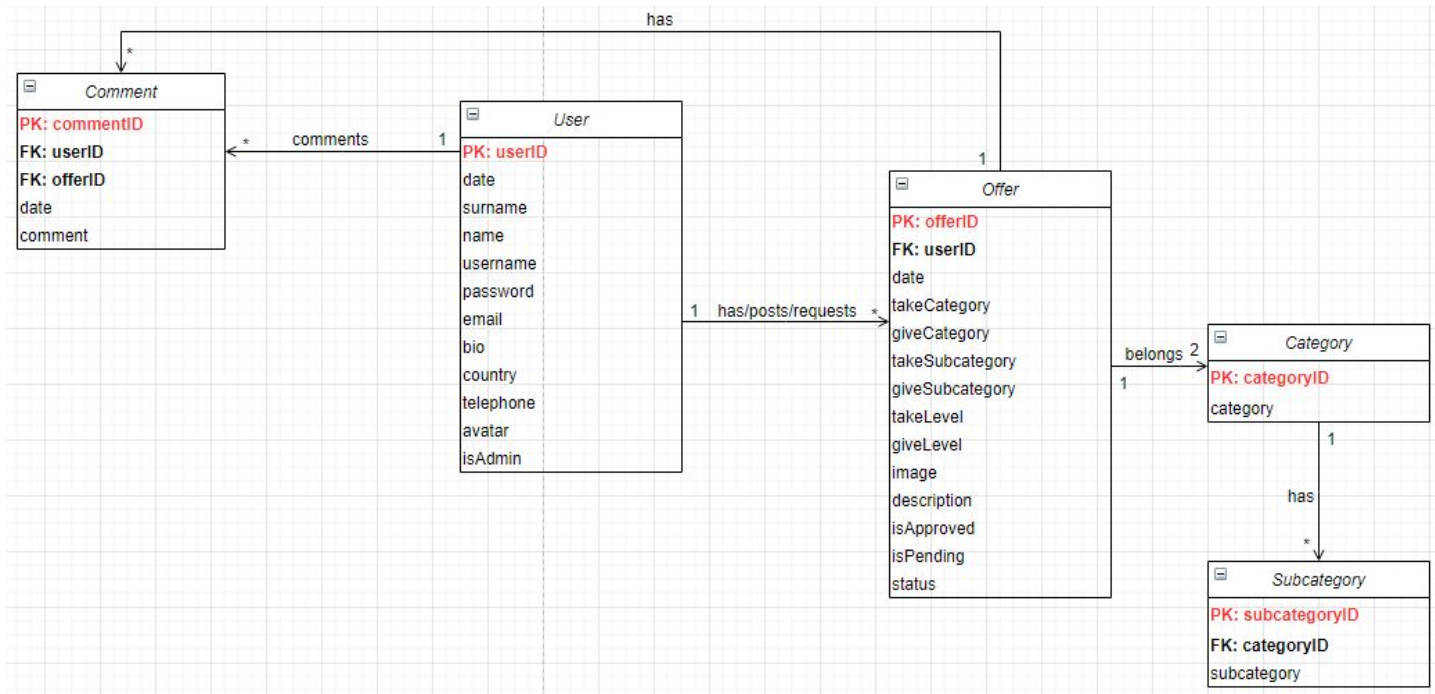 has
*
Comment
PK: commentID
FK: userID
FK: offerID
date
comment
* comments 1
User
PK: userID
date
surname
name
username
password
email
bio
country
telephone
avatar
isAdmin
1 has/posts/requests *
1
Offer
PK: offerID
FK: userID
date
takeCategory
giveCategory
takeSubcategory
giveSubcategory
takeLevel
giveLevel
image
description
isApproved
isPending
status
belongs 2
1
Category
PK: categoryID
category
1
has
*
Subcategory
PK: subcategoryID
FK: categoryID
subcategory